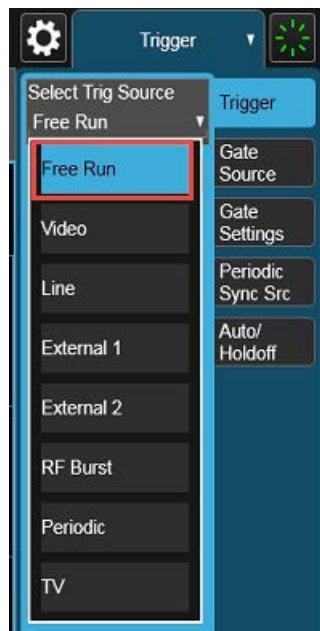 Trigger
Select Trig Source
Free Run
Free Run
Video
Line
External 1
External 2
RF Burst
Periodic
TV
Trigger
Gate
Source
Gate
Settings
Periodic
Sync Src
Auto/
Holdoff